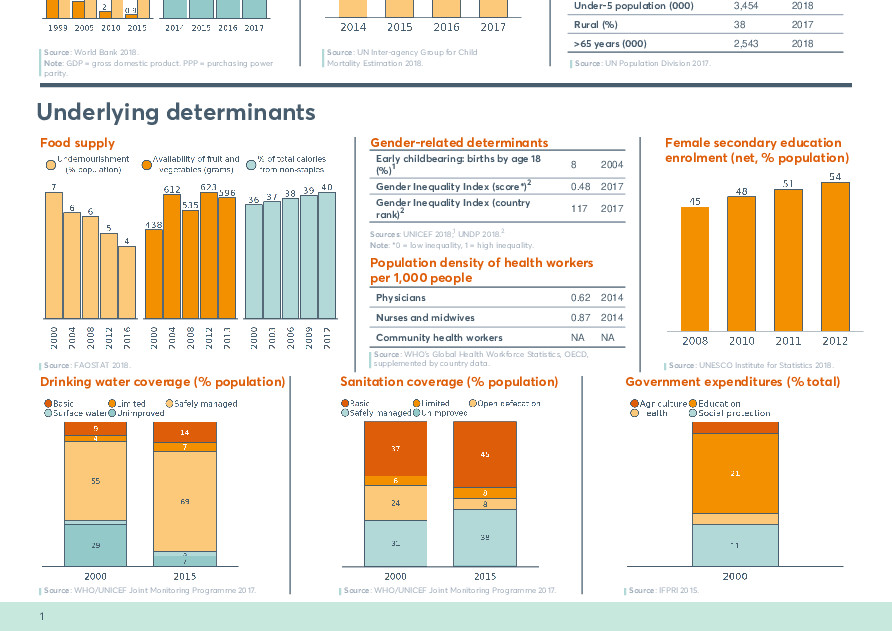 2
0.9
1999 2005 2010 2015
2014 2015 2016 2017
Source: World Bank 2018.
Note: GDP = gross domestic product. PPP = purchasing power
parity.
2014 2015 2016 2017
Source: UN Inter-agency Group for Child
Mortality Estimation 2018.
Under-5 population (000) 3,454 2018
Rural (%) 38 2017
>65 years (000) 2,543 2018
Source: UN Population Division 2017.
Underlying determinants
Food supply
Undernourishment
(% population)
Availability of fruit and
vegetables (grams)
% of total calories
from non-staples
7 6 6 5 4
438 612 535 623 596
36 37 38 39 40
2000 2004 2008 2012 2016
2000 2004 2008 2012 2013
2000 2003 2006 2009 2012
Source: FAOSTAT 2018.
Gender-related determinants
Early childbearing: births by age 18
(%)1 8 2004
Gender Inequality Index (score*)2 0.48 2017
Gender Inequality Index (country
rank)2 117 2017
Sources: UNICEF 2018,1 UNDP 2018.2
Note: *0 = low inequality, 1 = high inequality.
Population density of health workers
per 1,000 people
Physicians 0.62 2014
Nurses and midwives 0.87 2014
Community health workers NA NA
Source: WHO's Global Health Workforce Statistics, OECD,
supplemented by country data.
Female secondary education
enrolment (net, % population)
45 48 51 54
2008 2010 2011 2012
Source: UNESCO Institute for Statistics 2018.
Drinking water coverage (% population)
Basic Limited Safely managed
Surface water Unimproved
9 4 55 29
14 7 69 7
2000 2015
Source: WHO/UNICEF Joint Monitoring Programme 2017.
Sanitation coverage (% population)
Basic Limited Open defecation
Safely managed Unimproved
37 6 24 31
45 8 8 38
2000 2015
Source: WHO/UNICEF Joint Monitoring Programme 2017.
Government expenditures (% total)
Agriculture Education
Health Social protection
21
11
2000
Source: IFPRI 2015.
1